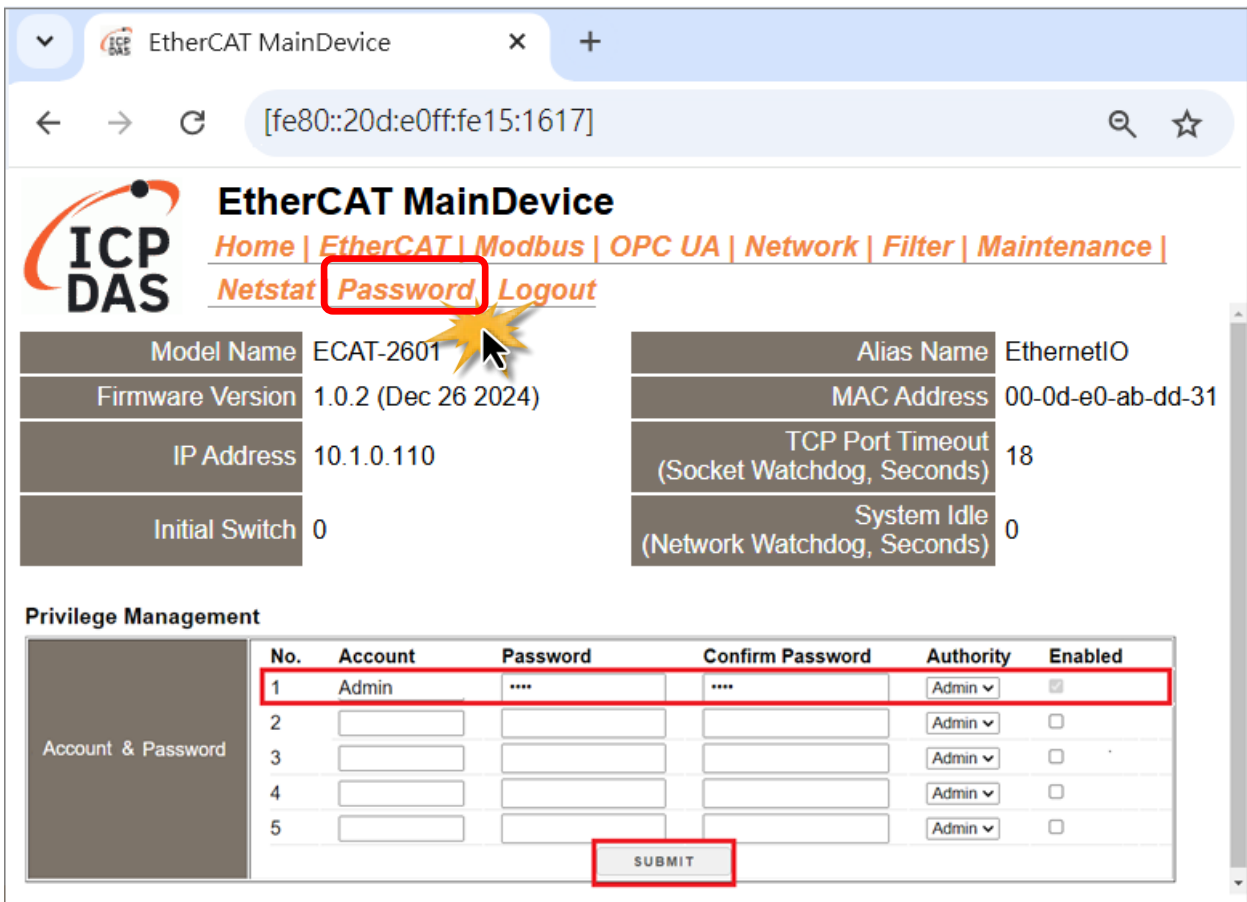 EtherCAT MainDevice
[fe80::20d:e0ff:fe15:1617]
ICP
DAS
EtherCAT MainDevice
Home | EtherCAT | Modbus | OPC UA | Network | Filter | Maintenance |
Netstat | Password Logout
Model Name ECAT-2601 Alias Name EthernetIO
Firmware Version 1.0.2 (Dec 26 2024) MAC Address 00-0d-e0-ab-dd-31
IP Address 10.1.0.110 TCP Port Timeout
(Socket Watchdog, Seconds) 18
Initial Switch 0 System Idle
(Network Watchdog, Seconds) 0
Privilege Management
No. Account Password Confirm Password Authority Enabled
1 Admin •••• •••• Admin
2 Admin
Account & Password
3 Admin
4 Admin
5 Admin
SUBMIT